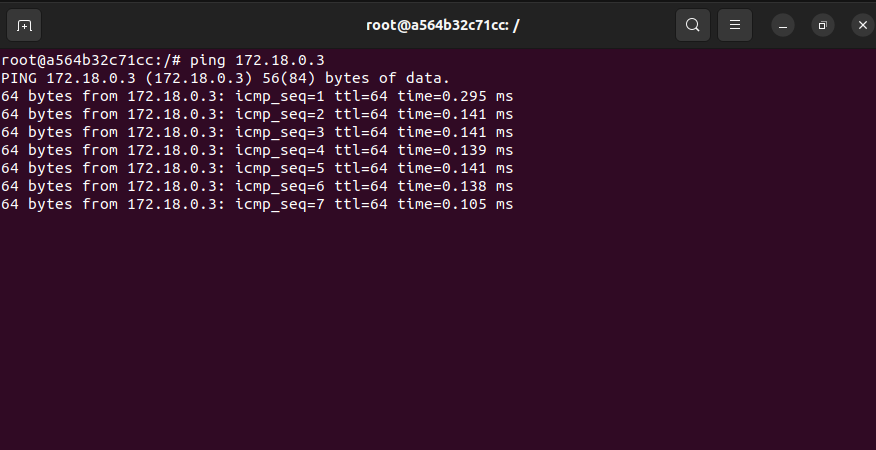 root@a564b32c71cc: /
root@a564b32c71cc:/# ping 172.18.0.3
PING 172.18.0.3 (172.18.0.3) 56(84) bytes of data.
64 bytes from 172.18.0.3: icmp_seq=1 ttl=64 time=0.295 ms
64 bytes from 172.18.0.3: icmp_seq=2 ttl=64 time=0.141 ms
64 bytes from 172.18.0.3: icmp_seq=3 ttl=64 time=0.141 ms
64 bytes from 172.18.0.3: icmp_seq=4 ttl=64 time=0.139 ms
64 bytes from 172.18.0.3: icmp_seq=5 ttl=64 time=0.141 ms
64 bytes from 172.18.0.3: icmp_seq=6 ttl=64 time=0.138 ms
64 bytes from 172.18.0.3: icmp_seq=7 ttl=64 time=0.105 ms